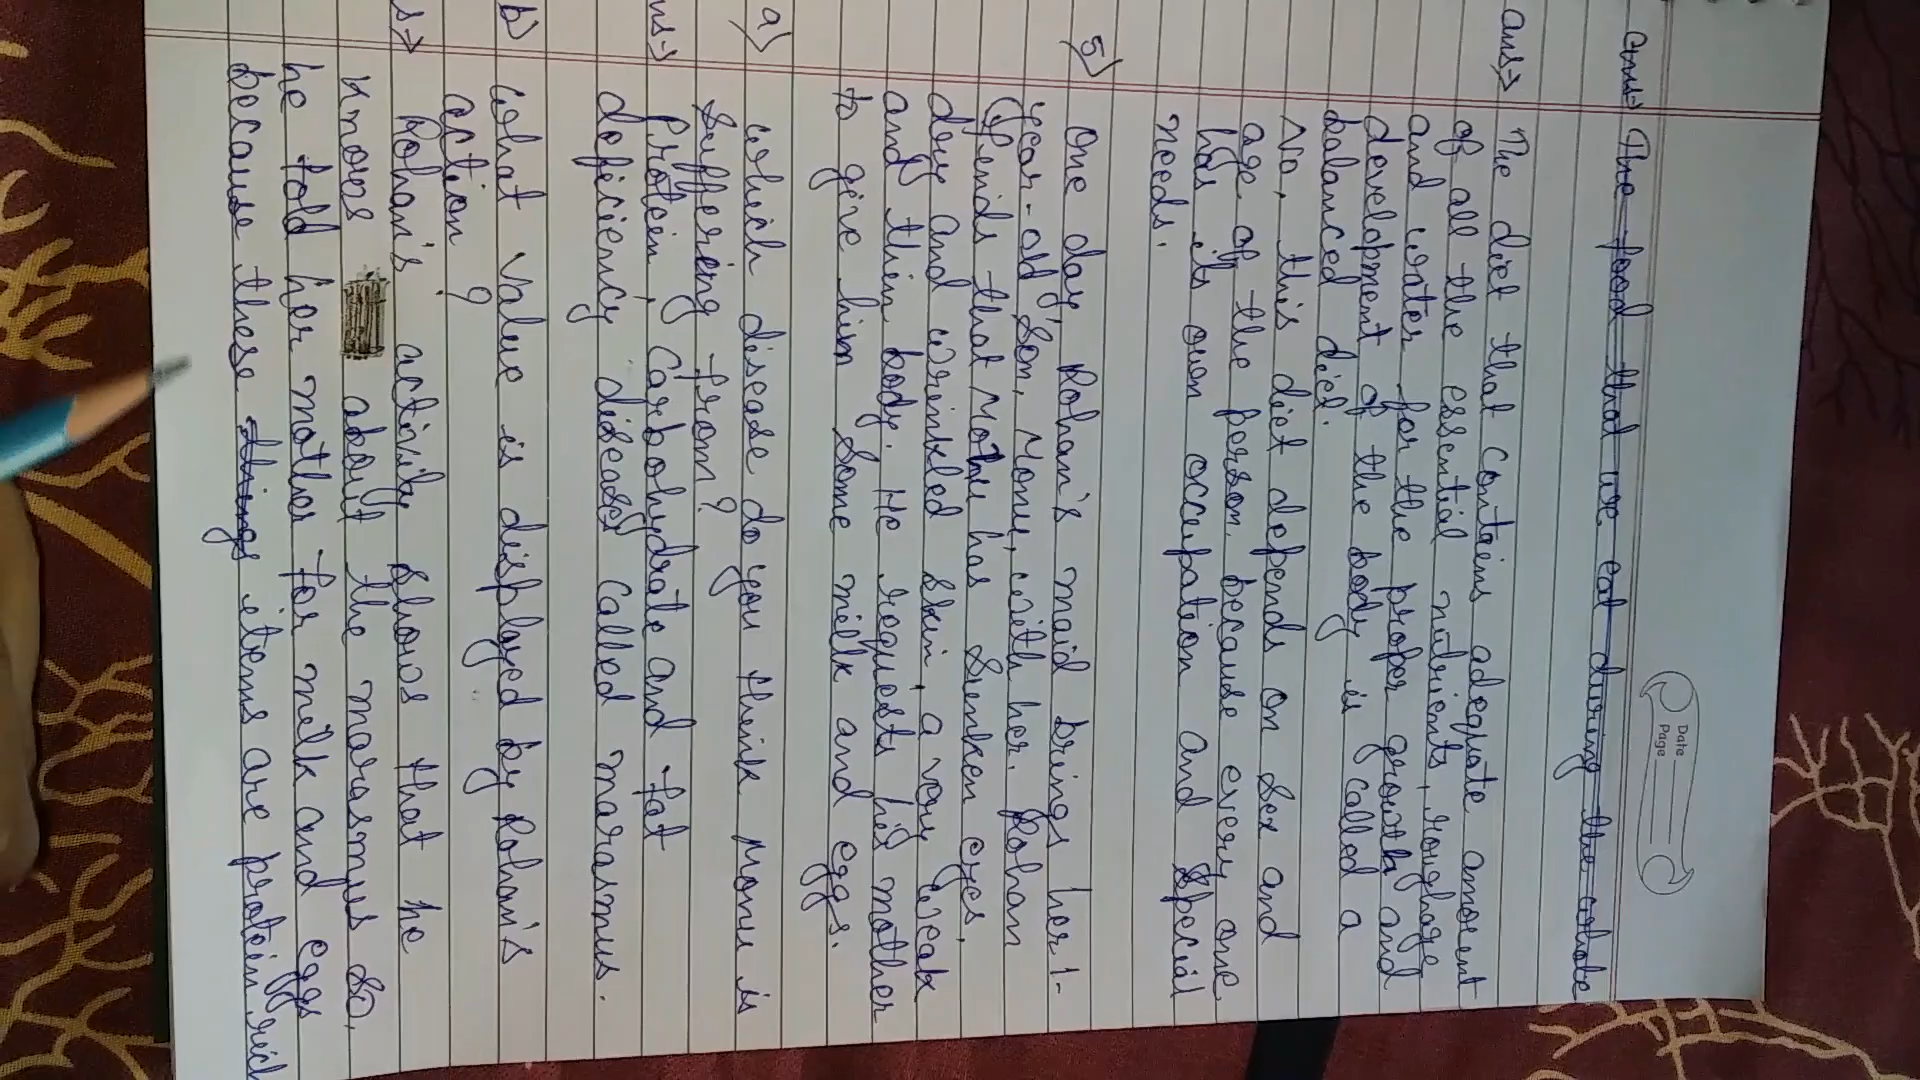 Date
Page
Ans→ The food that we eat during the whole
Ans→ The diet that contains adequate amount
of all the essential nutrients, roughage
and water for the proper growth and
development of the body is called a
balanced diet.
No, this diet depends on sex and
age of the person. because every one
has its own occupation and special
needs.
5) One day, Rohan's maid brings her 1-
year-old son, Monu, with her. Rohan
finds that Monu has sunken eyes,
dry and wrinkled skin, a very weak
and thin body. He requests his mother
to give him some milk and eggs.
a) which disease do you think Monu is
suffering from?
ns→ Protein, carbohydrate and fat
deficiency diseases called marasmus.
b) What value is displayed by Rohan's
action?
s→ Rohan's activity shows that he
knows about the marasmus so,
he told her mother for milk and eggs
because these things items are protein rich